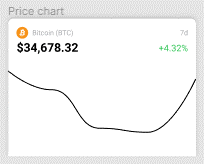 Price chart
Bitcoin (BTC) 7d
$34,678.32 +4.32%